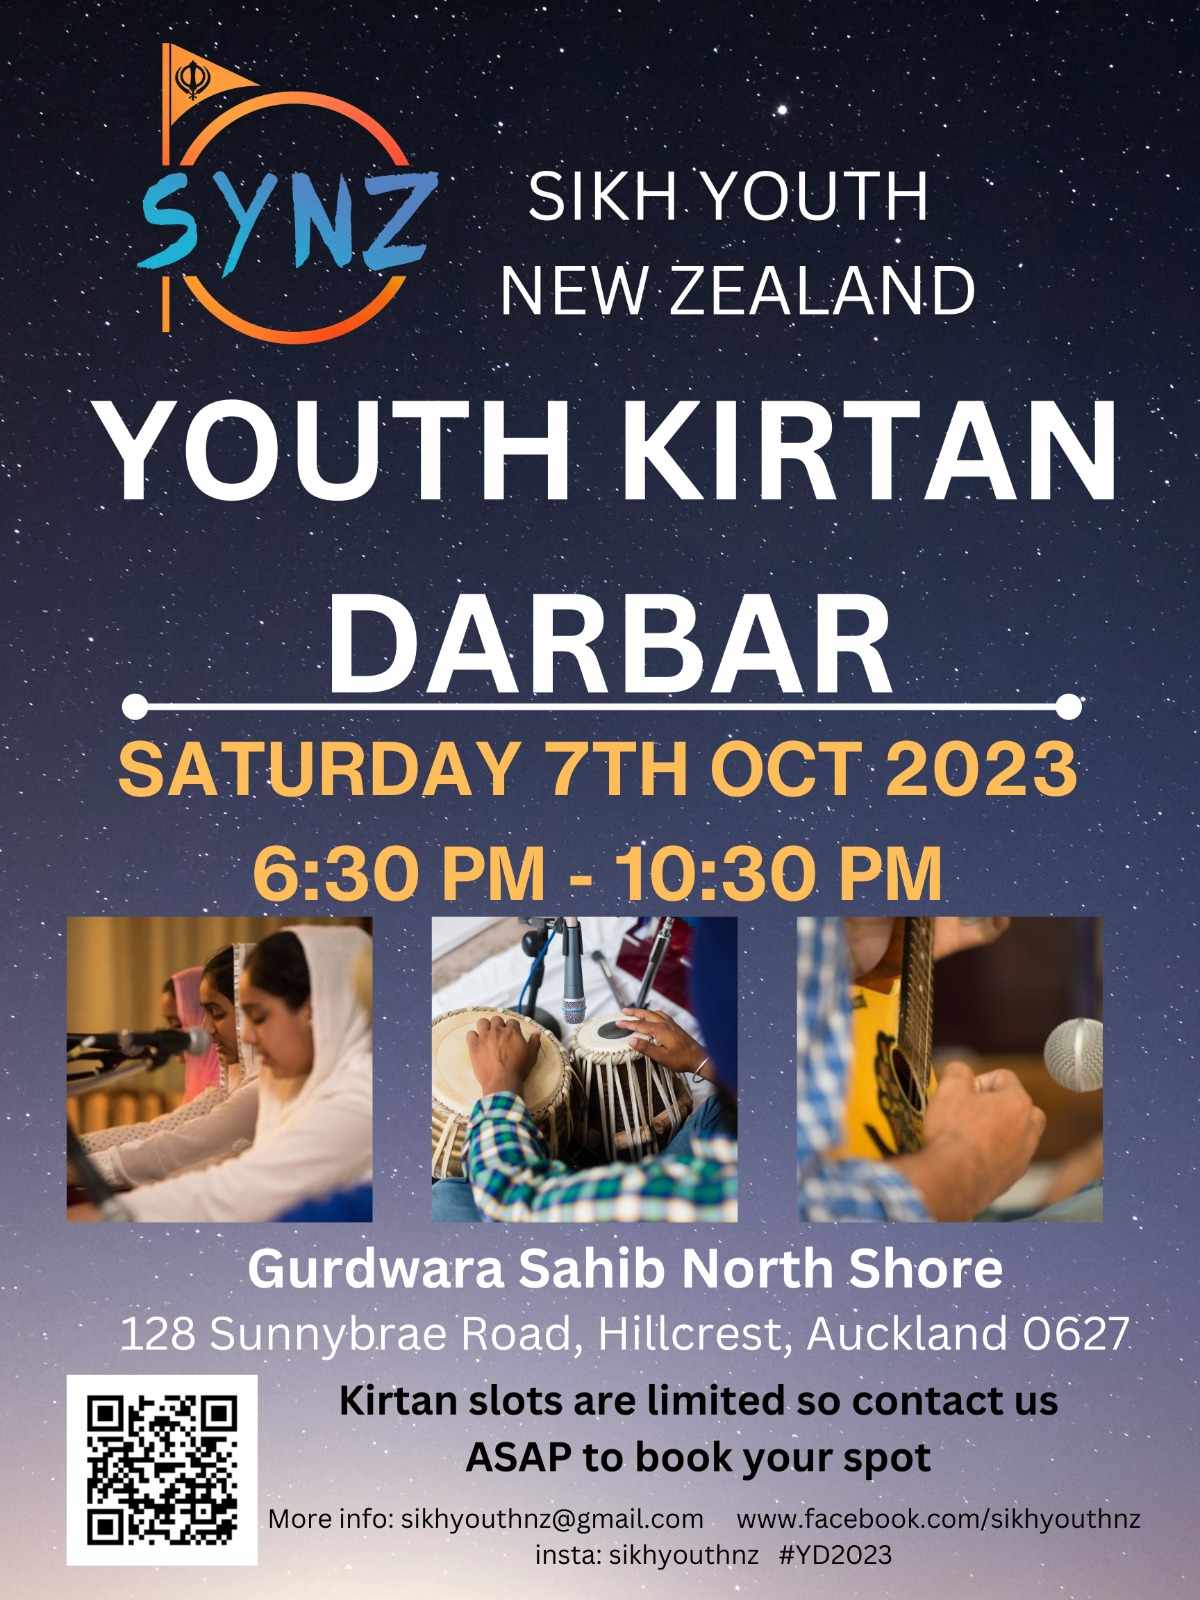 SYNZ
SIKH YOUTH
NEW ZEALAND
YOUTH KIRTAN
DARBAR
SATURDAY 7TH OCT 2023
6:30 PM - 10:30 PM
Gurdwara Sahib North Shore
128 Sunnybrae Road, Hillcrest, Auckland 0627
Kirtan slots are limited so contact us
ASAP to book your spot
More info: sikhyouthnz@gmail.com www.facebook.com/sikhyouthnz
insta: sikhyouthnz #YD2023